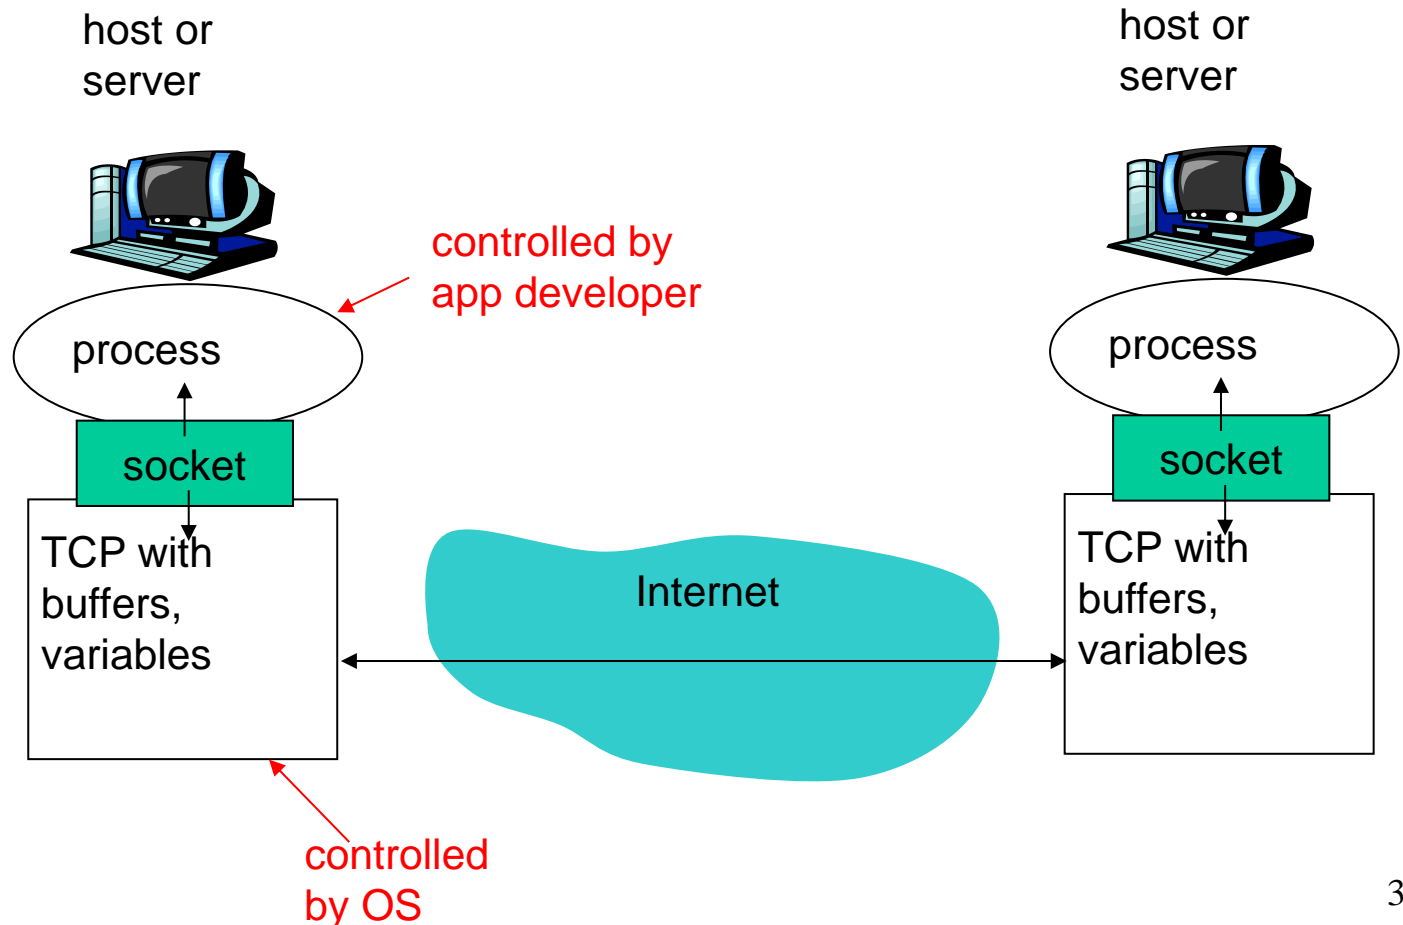 host or
server
host or
server
controlled by
app developer
process
process
socket
socket
TCP with
buffers,
variables
Internet
TCP with
buffers,
variables
controlled
by OS
3